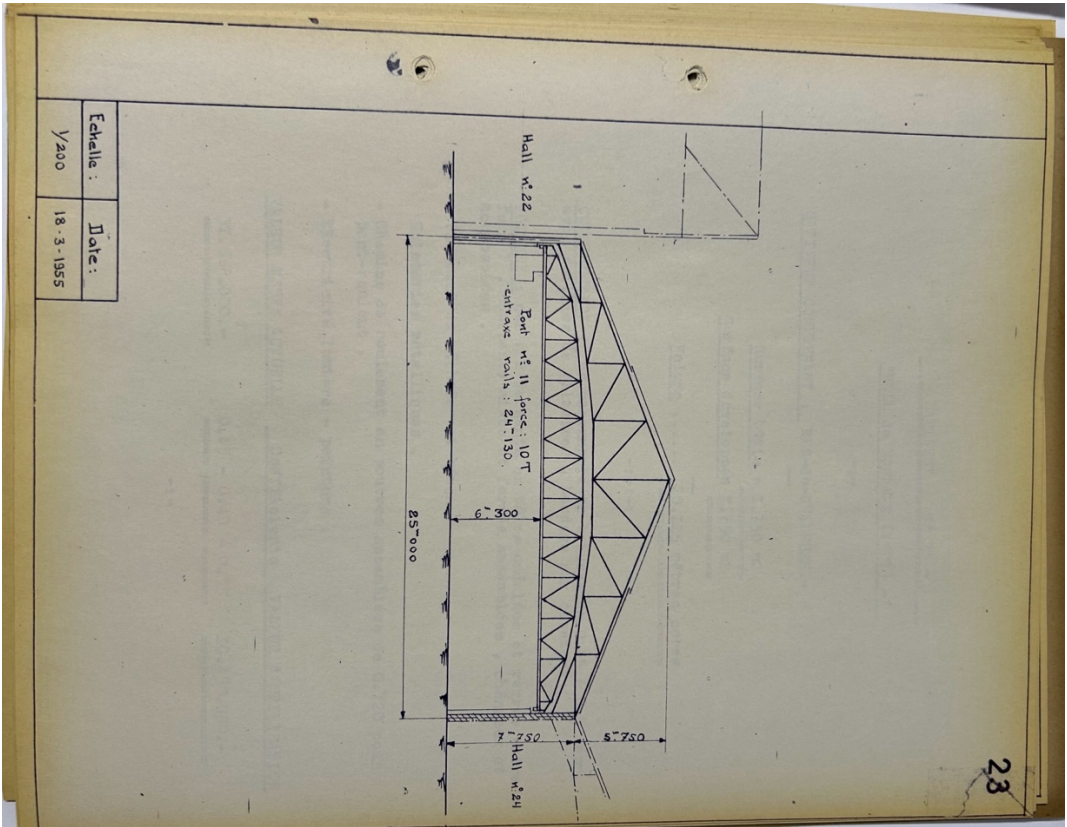 23
5ᵐ750
7ᵐ750
Hall n° 22
Hall n° 24
Pont n° 11 force : 10 T
entraxe rails : 24ᵐ130.
6ᵐ300
25ᵐ000
Echelle : Date :
1/200 18-3-1955